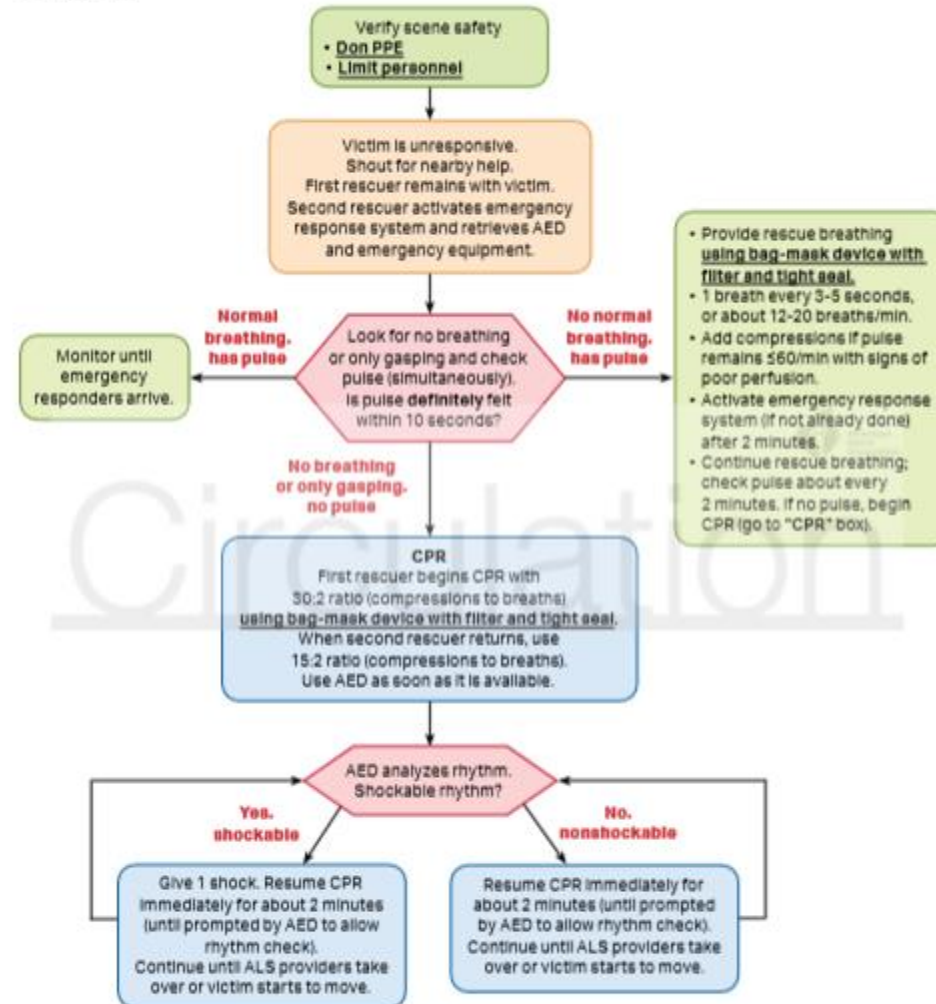 Verify scene safety
• Don PPE
• Limit personnel
Victim is unresponsive.
Shout for nearby help.
First rescuer remains with victim.
Second rescuer activates emergency
response system and retrieves AED
and emergency equipment.
Normal
breathing,
has pulse
Monitor until
emergency
responders arrive.
Look for no breathing
or only gasping and check
pulse (simultaneously).
Is pulse definitely felt
within 10 seconds?
No normal
breathing,
has pulse
• Provide rescue breathing
using bag-mask device with
filter and tight seal.
• 1 breath every 3-5 seconds,
or about 12-20 breaths/min.
• Add compressions if pulse
remains ≤60/min with signs of
poor perfusion.
• Activate emergency response
system (if not already done)
after 2 minutes.
• Continue rescue breathing;
check pulse about every
2 minutes. If no pulse, begin
CPR (go to "CPR" box).
No breathing
or only gasping,
no pulse
Circulation
CPR
First rescuer begins CPR with
30:2 ratio (compressions to breaths)
using bag-mask device with filter and tight seal.
When second rescuer returns, use
15:2 ratio (compressions to breaths).
Use AED as soon as it is available.
AED analyzes rhythm.
Shockable rhythm?
Yes,
shockable
No,
nonshockable
Give 1 shock. Resume CPR
immediately for about 2 minutes
(until prompted by AED to allow
rhythm check).
Continue until ALS providers take
over or victim starts to move.
Resume CPR immediately for
about 2 minutes (until prompted
by AED to allow rhythm check).
Continue until ALS providers take
over or victim starts to move.